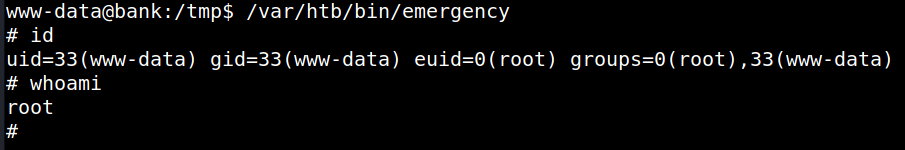 www-data@bank:/tmp$ /var/htb/bin/emergency
# id
uid=33(www-data) gid=33(www-data) euid=0(root) groups=0(root),33(www-data)
# whoami
root
#